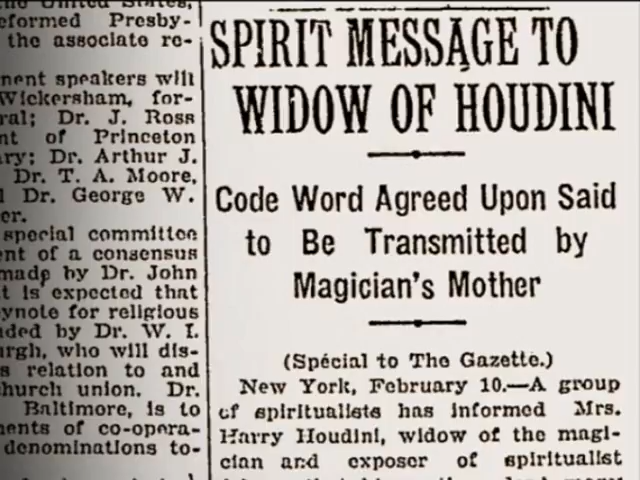 the United States,
eformed Presby-
the associate re-
nent speakers will
Wickersham, for-
ral; Dr. J. Ross
nt of Princeton
ary; Dr. Arthur J.
Dr. T. A. Moore,
Dr. George W.
er.
special committee
ent of a consensus
made by Dr. John
t is expected that
eynote for religious
ded by Dr. W. I.
urgh, who will dis-
s relation to and
hurch union. Dr.
Baltimore, is to
nents of co-opera-
denominations to-
SPIRIT MESSAGE TO
WIDOW OF HOUDINI
Code Word Agreed Upon Said
to Be Transmitted by
Magician's Mother
(Special to The Gazette.)
New York, February 10.—A group
of spiritualists has informed Mrs.
Harry Houdini, widow of the magi-
cian and exposer of spiritualist